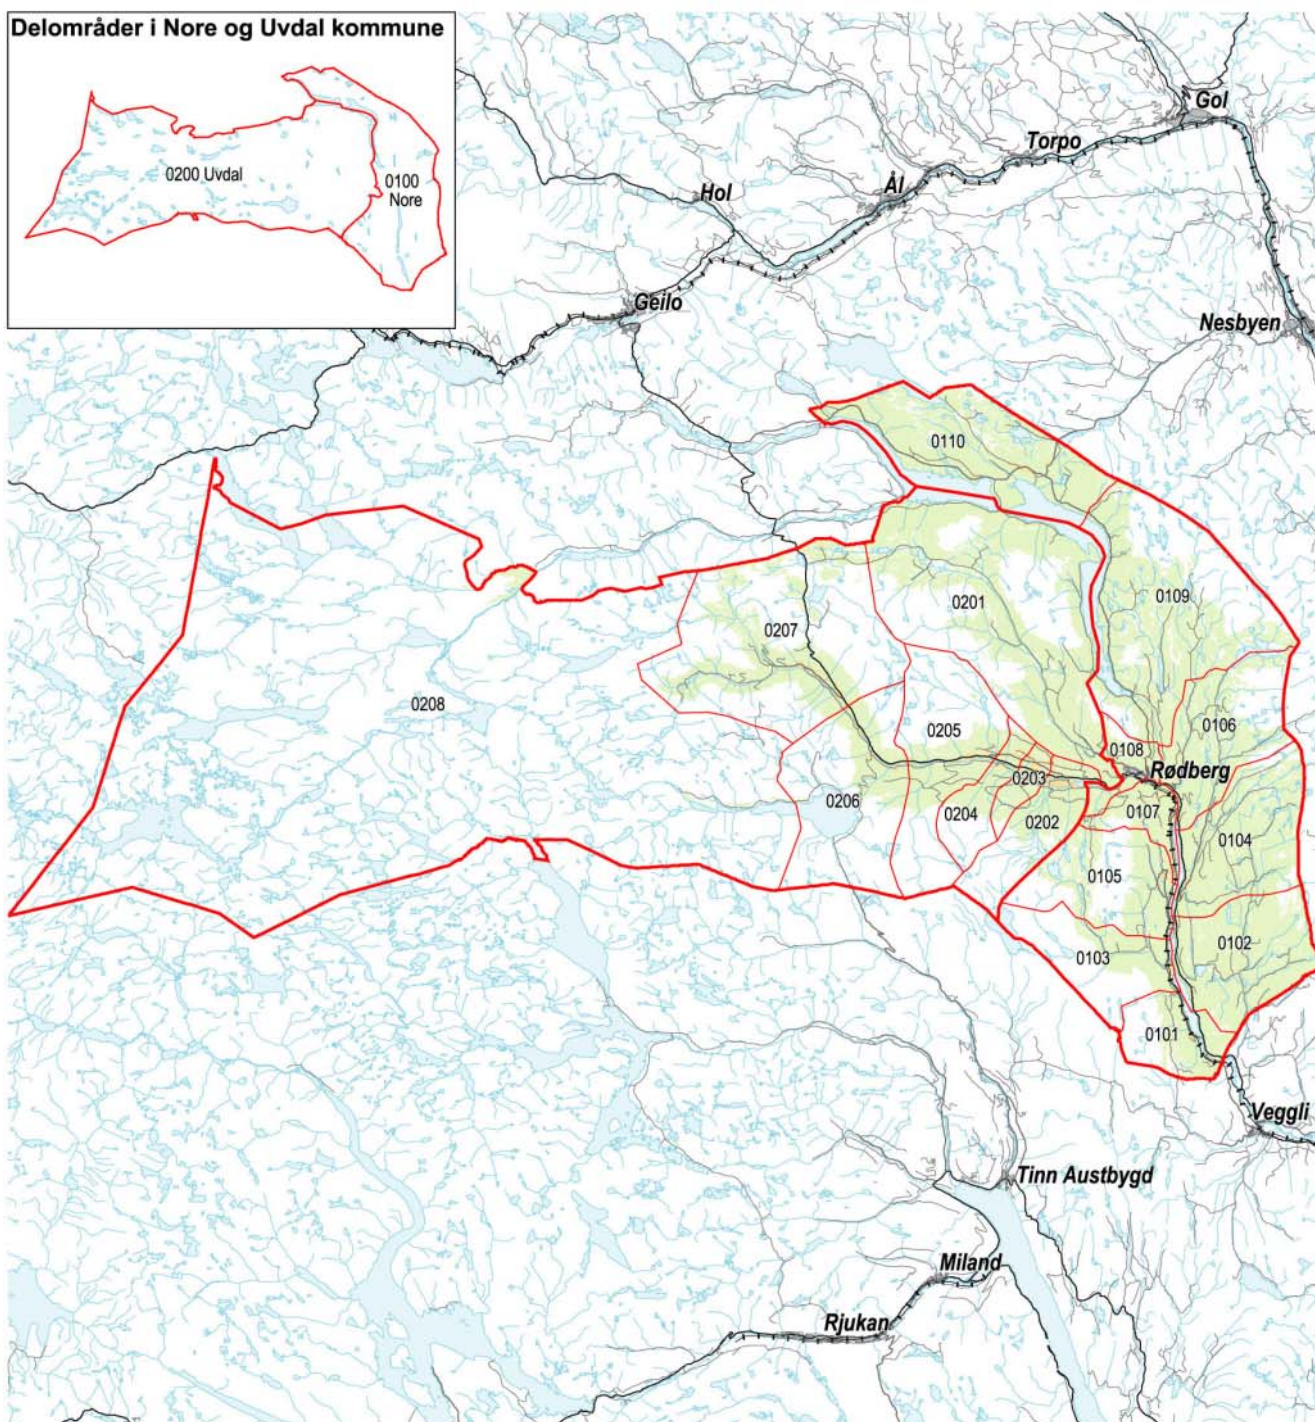 Delområder i Nore og Uvdal kommune
0200 Uvdal
0100
Nore
Gol
Torpo
Ål
Hol
Geilo
Nesbyen
0110
0109
0201
0207
0208
0205
0106
0108
Rødberg
0203
0206
0204
0202
0107
0104
0105
0102
0103
0101
Veggli
Tinn Austbygd
Miland
Rjukan